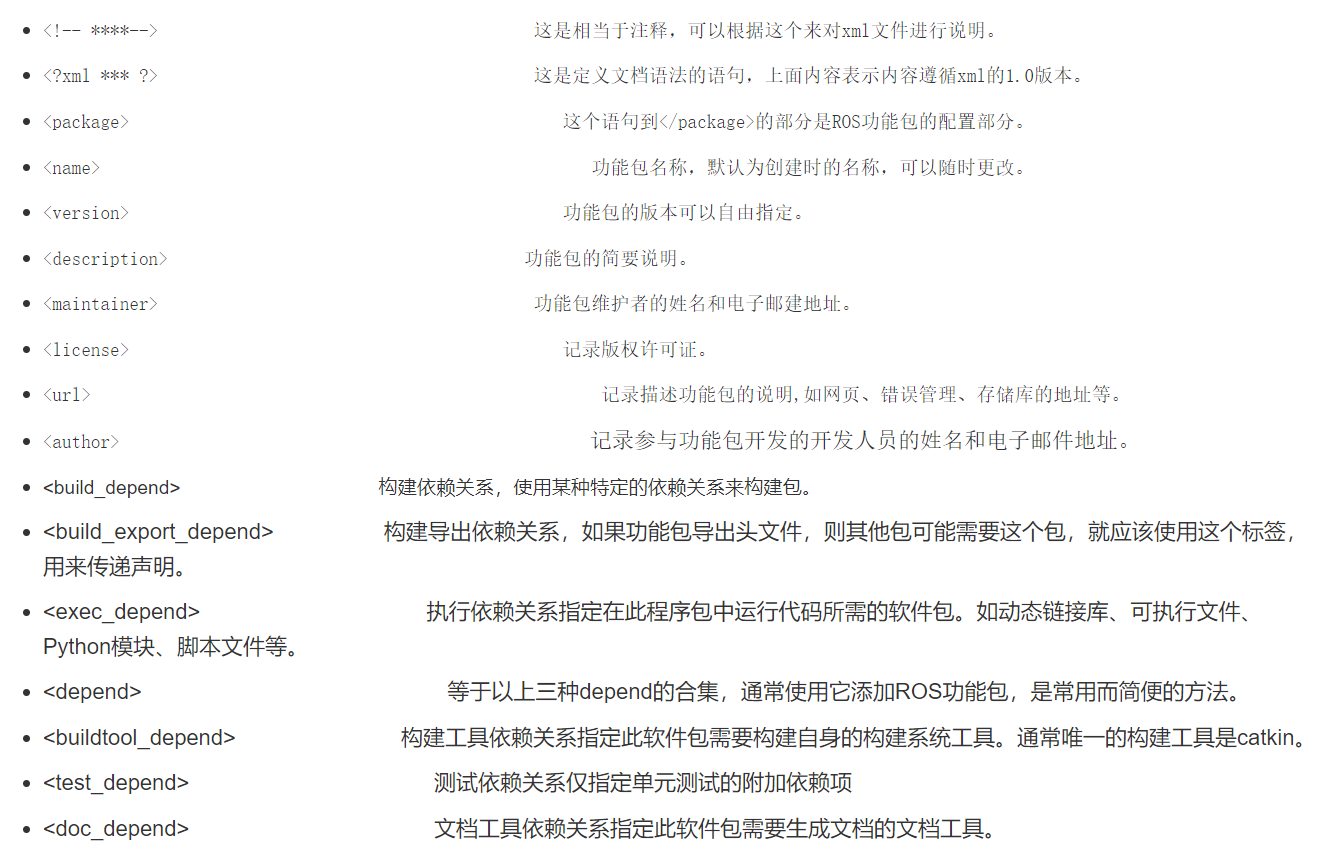 <!-- ****--> 这是相当于注释，可以根据这个来对xml文件进行说明。
<?xml *** ?> 这是定义文档语法的语句，上面内容表示内容遵循xml的1.0版本。
<package> 这个语句到</package>的部分是ROS功能包的配置部分。
<name> 功能包名称，默认为创建时的名称，可以随时更改。
<version> 功能包的版本可以自由指定。
<description> 功能包的简要说明。
<maintainer> 功能包维护者的姓名和电子邮建地址。
<license> 记录版权许可证。
<url> 记录描述功能包的说明,如网页、错误管理、存储库的地址等。
<author> 记录参与功能包开发的开发人员的姓名和电子邮件地址。
<build_depend> 构建依赖关系，使用某种特定的依赖关系来构建包。
<build_export_depend> 构建导出依赖关系，如果功能包导出头文件，则其他包可能需要这个包，就应该使用这个标签，
用来传递声明。
<exec_depend> 执行依赖关系指定在此程序包中运行代码所需的软件包。如动态链接库、可执行文件、
Python模块、脚本文件等。
<depend> 等于以上三种depend的合集，通常使用它添加ROS功能包，是常用而简便的方法。
<buildtool_depend> 构建工具依赖关系指定此软件包需要构建自身的构建系统工具。通常唯一的构建工具是catkin。
<test_depend> 测试依赖关系仅指定单元测试的附加依赖项
<doc_depend> 文档工具依赖关系指定此软件包需要生成文档的文档工具。